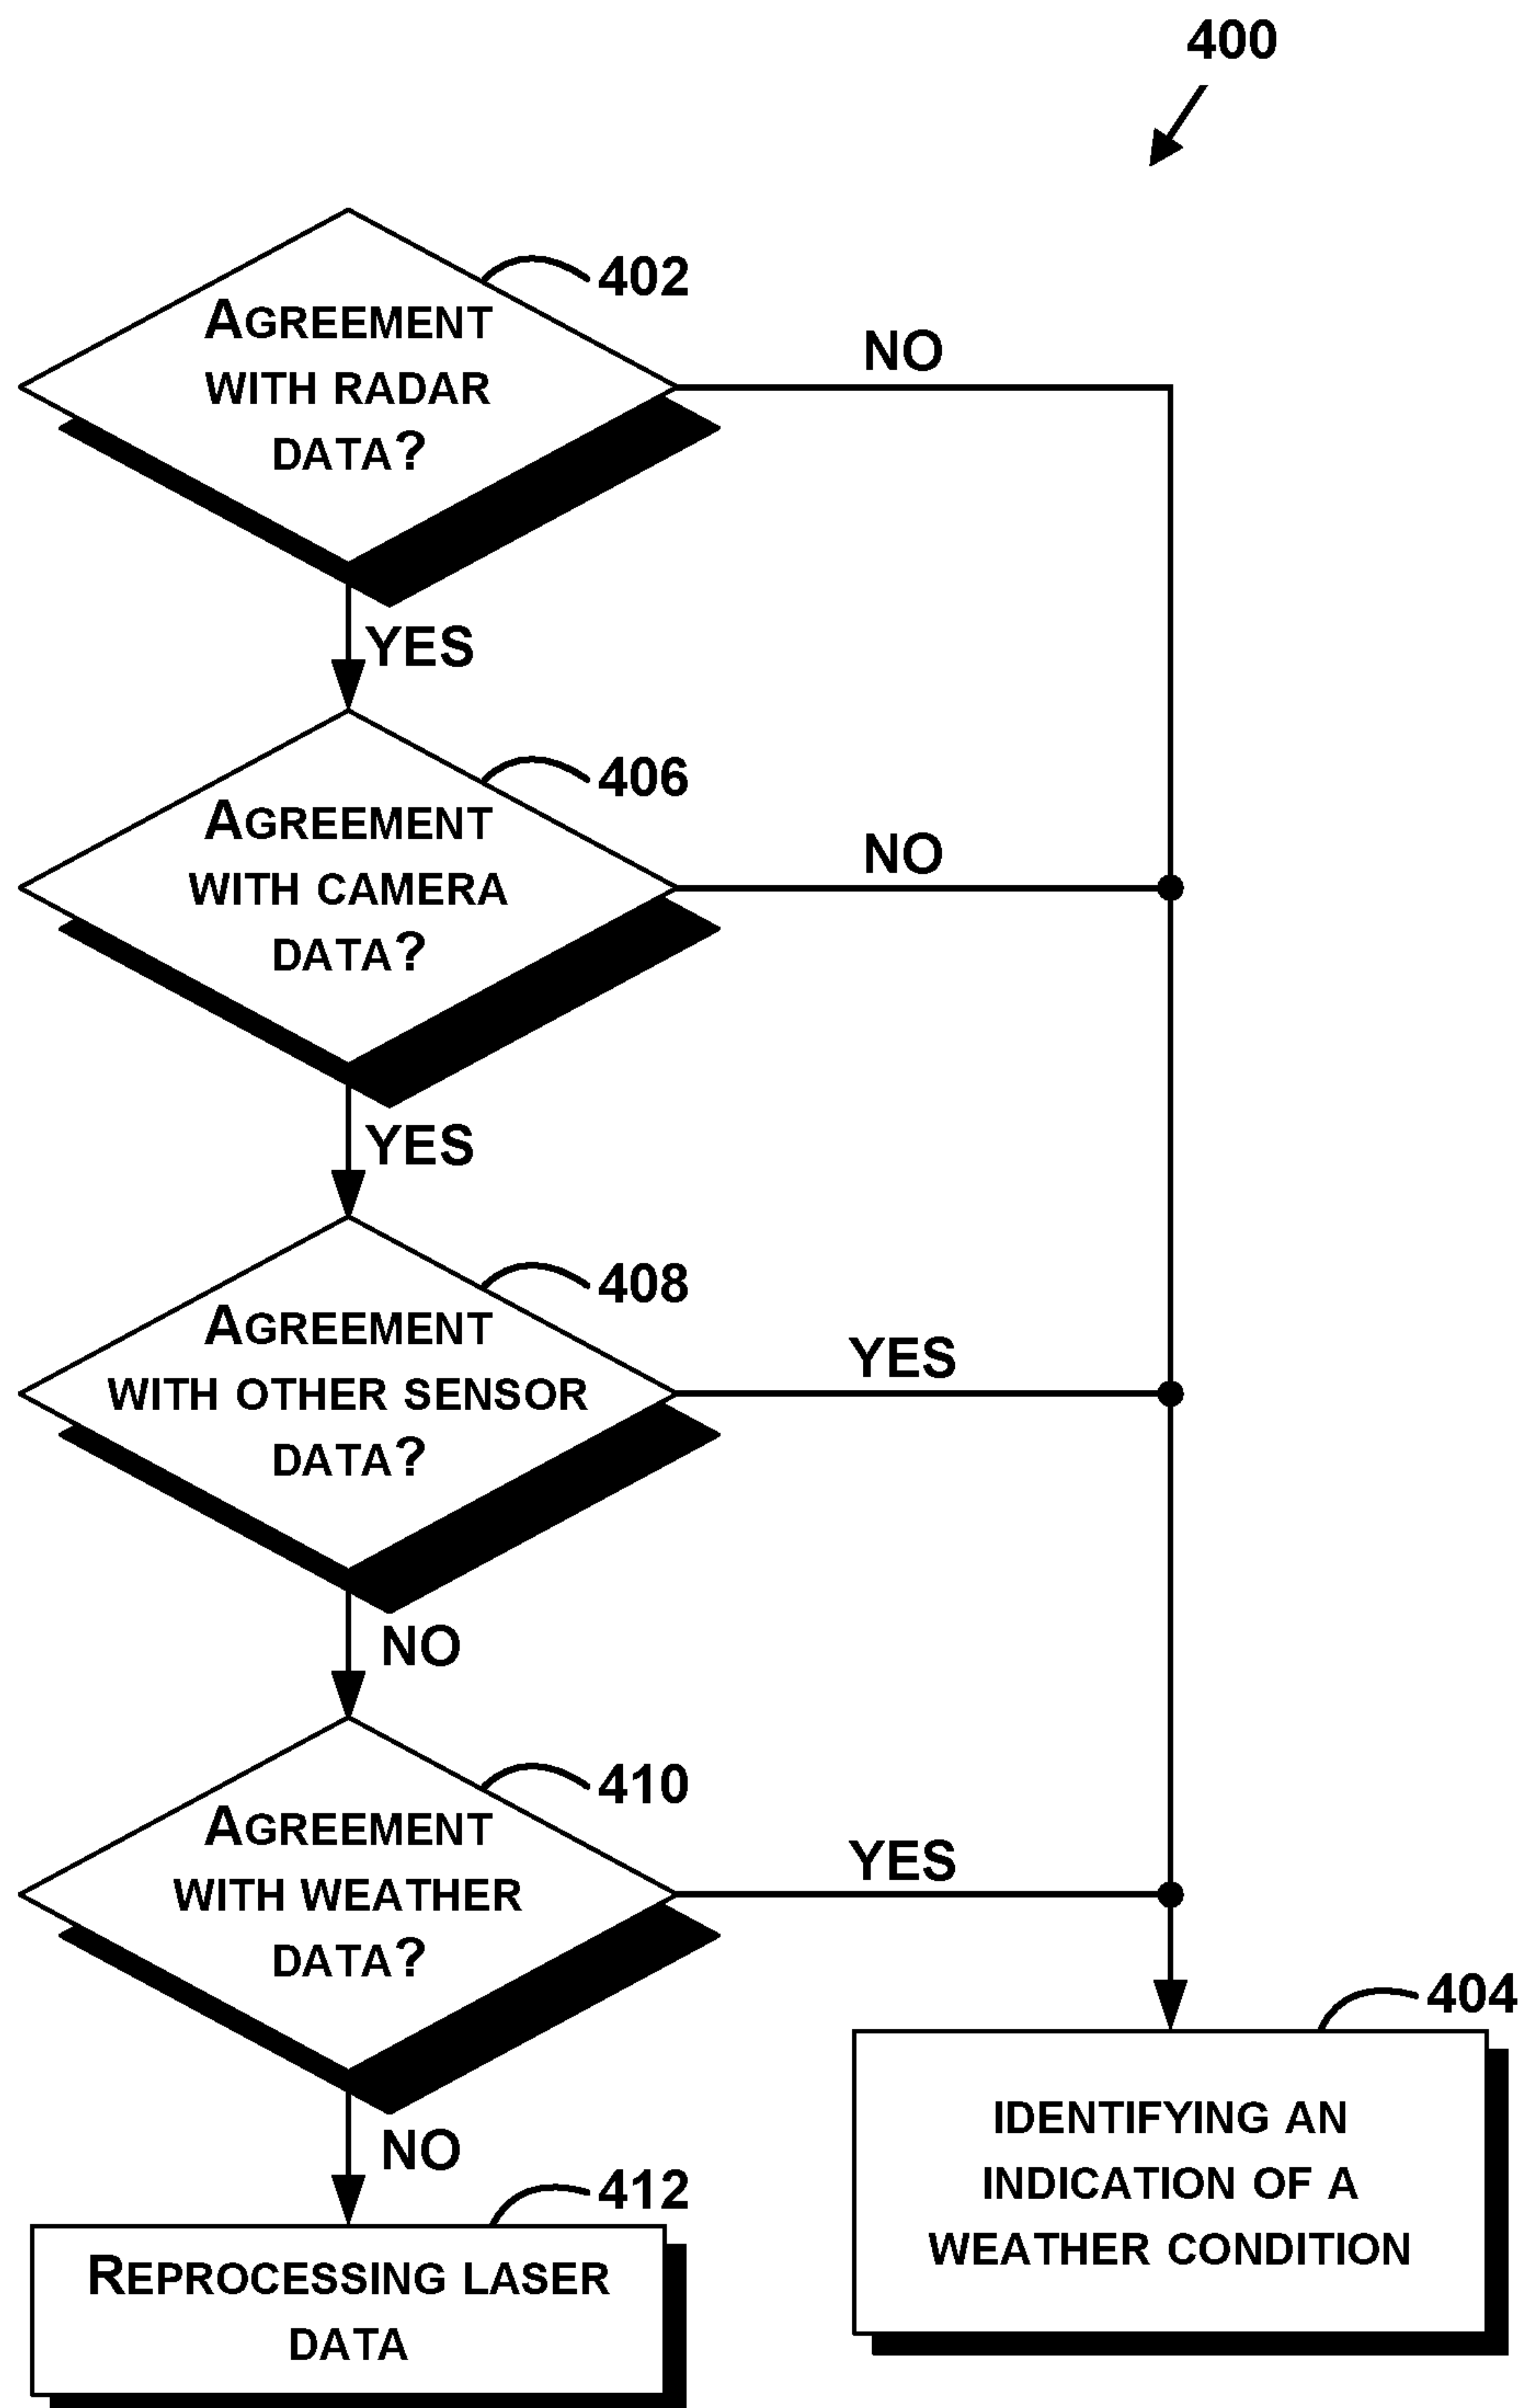 400
402
AGREEMENT
WITH RADAR
DATA?
NO
YES
406
AGREEMENT
WITH CAMERA
DATA?
NO
YES
408
AGREEMENT
WITH OTHER SENSOR
DATA?
YES
NO
410
AGREEMENT
WITH WEATHER
DATA?
YES
NO
404
IDENTIFYING AN
INDICATION OF A
WEATHER CONDITION
412
REPROCESSING LASER
DATA